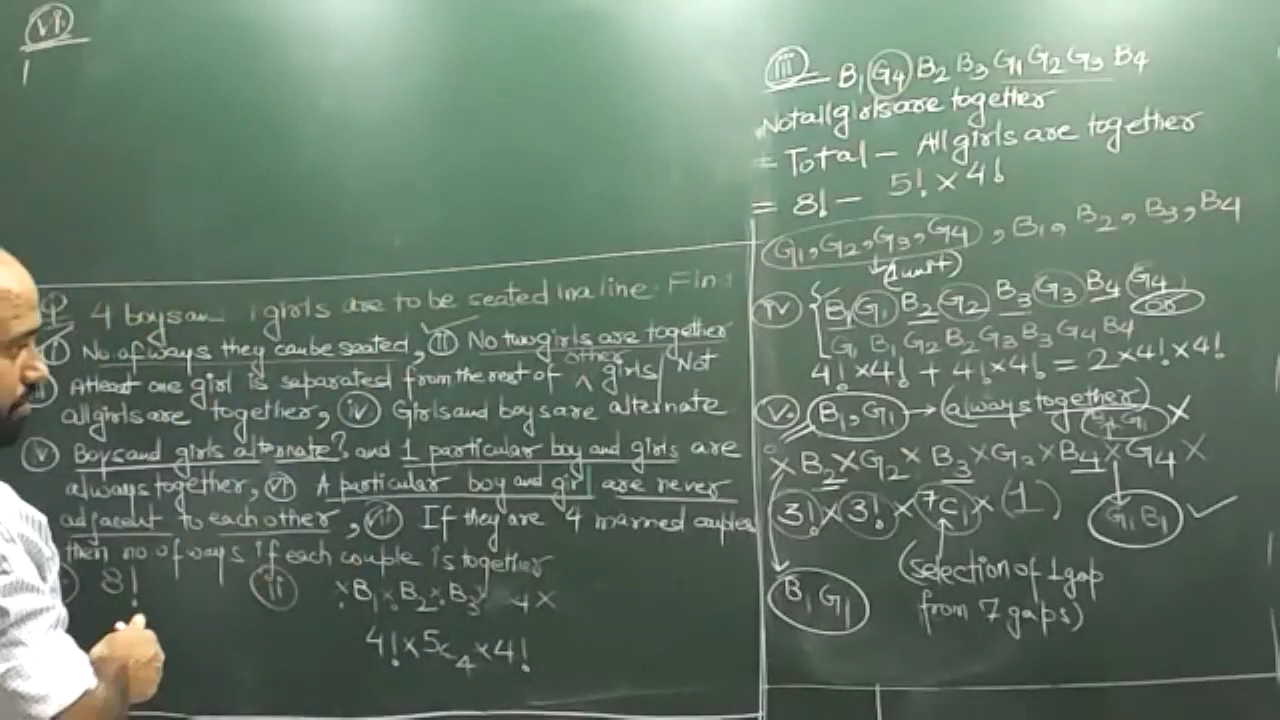 vi.
Q 4 boys girls are to be seated in a line. Fin
i No of ways they can be seated, ii No two girls are together
Atleast one girl is separated from the rest of ^ other girls / Not
all girls are together, iv Girls and boys are alternate
v Boys and girls alternate? and 1 particular boy and girls are
always together, vi A particular boy and girl are never
adjacent to each other, vii If they are 4 married couples
then no of ways if each couple is together
8! ii ×B1×B2×B3× 4×
4!×5c4×4!
iii B1 G4 B2 B3 G1 G2 G3 B4
Not all girls are together
= Total - All girls are together
= 8! - 5! × 4!
G1, G2, G3, G4, B1, B2, B3, B4
(1unit)
iv B1 G1 B2 G2 B3 G3 B4 G4
or
G1 B1 G2 B2 G3 B3 G4 B4
4! × 4! + 4! × 4! = 2 × 4! × 4!
v. B1, G1 → (always together)
B1 G1 ×
× B2 × G2 × B3 × G3 × B4 × G4 ×
3! × 3! × 7C1 × (1) G1 B1
B1 G1 (selection of 1 gap
from 7 gaps)